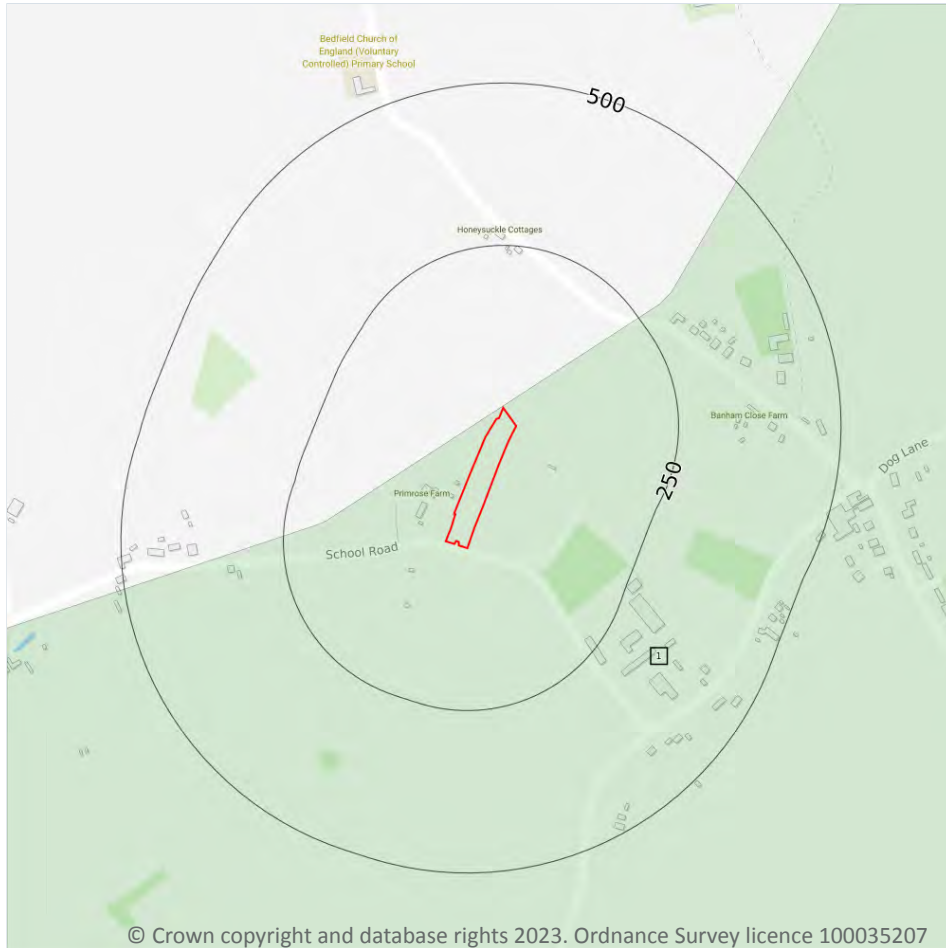 Bedfield Church of
England (Voluntary
Controlled) Primary School
500
Honeysuckle Cottages
Banham Close Farm
Dog Lane
250
Primrose Farm
School Road
1
© Crown copyright and database rights 2023. Ordnance Survey licence 100035207